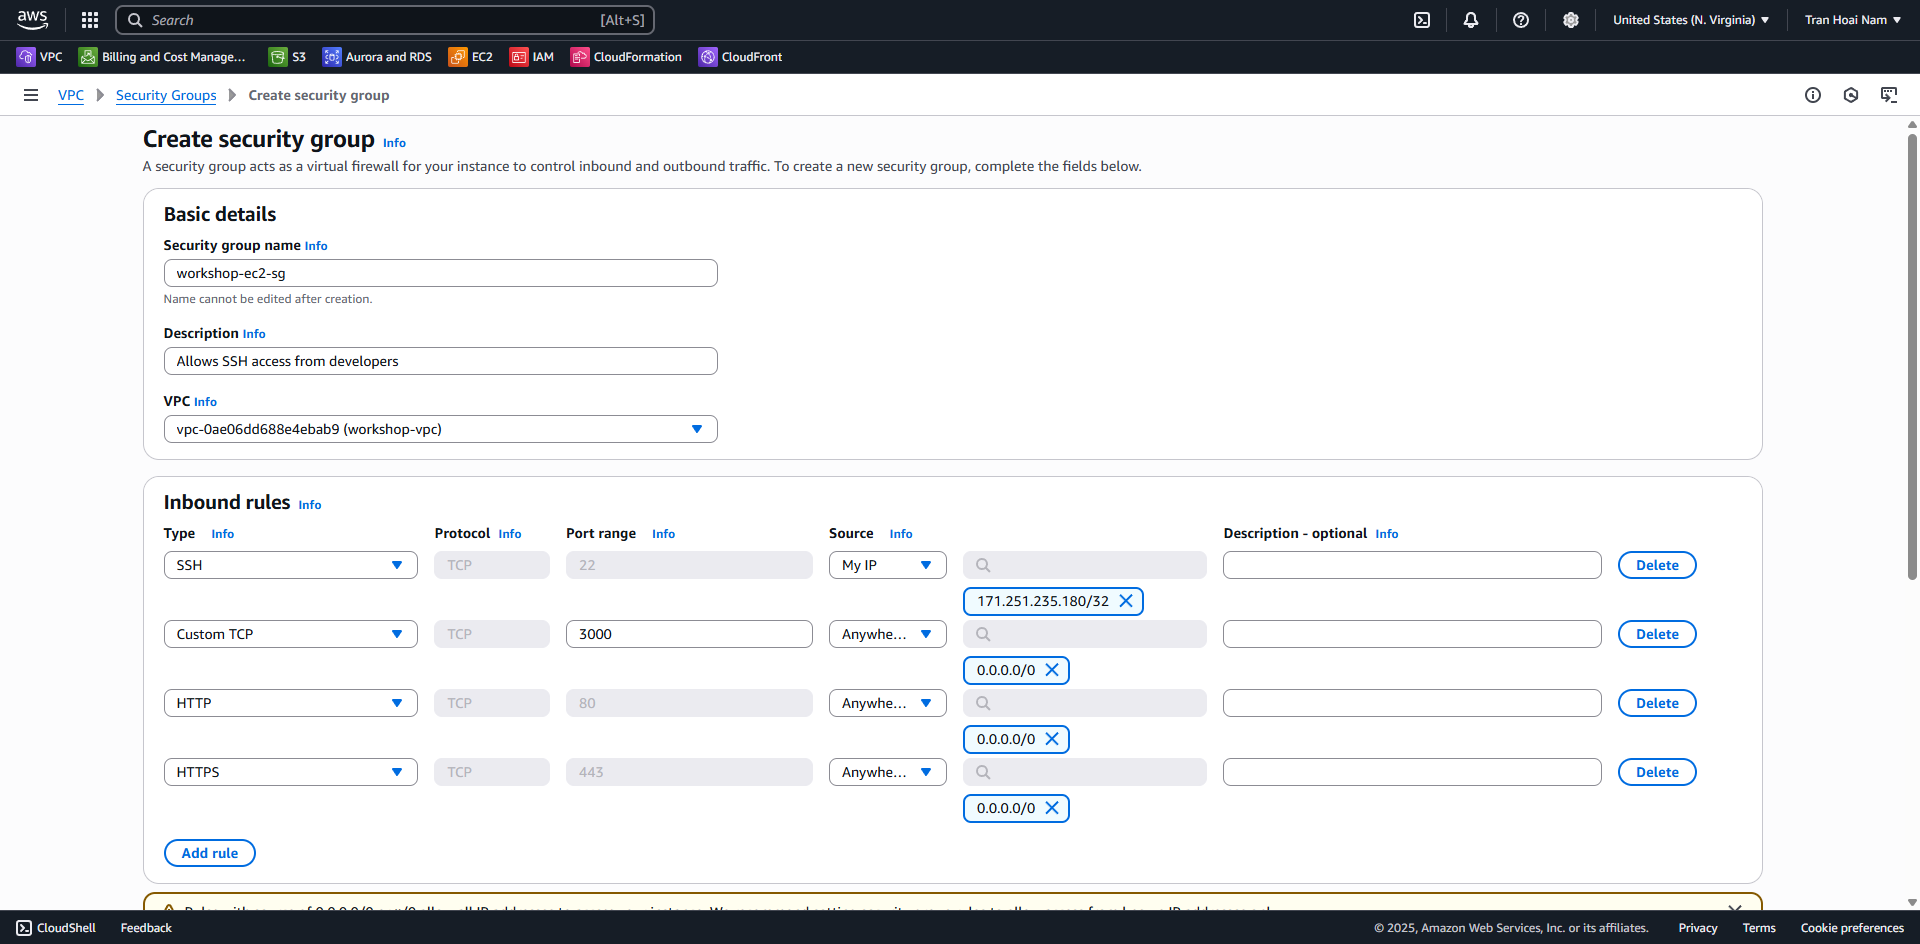 aws
Search [Alt+S]
United States (N. Virginia) Tran Hoai Nam
VPC Billing and Cost Manage... S3 Aurora and RDS EC2 IAM CloudFormation CloudFront
VPC Security Groups Create security group
Create security group Info
A security group acts as a virtual firewall for your instance to control inbound and outbound traffic. To create a new security group, complete the fields below.
Basic details
Security group name Info
workshop-ec2-sg
Name cannot be edited after creation.
Description Info
Allows SSH access from developers
VPC Info
vpc-0ae06dd688e4ebab9 (workshop-vpc)
Inbound rules Info
Type Info Protocol Info Port range Info Source Info Description - optional Info
SSH TCP 22 My IP Delete
171.251.235.180/32
Custom TCP TCP 3000 Anywhe... Delete
0.0.0.0/0
HTTP TCP 80 Anywhe... Delete
0.0.0.0/0
HTTPS TCP 443 Anywhe... Delete
0.0.0.0/0
Add rule
CloudShell Feedback © 2025, Amazon Web Services, Inc. or its affiliates. Privacy Terms Cookie preferences